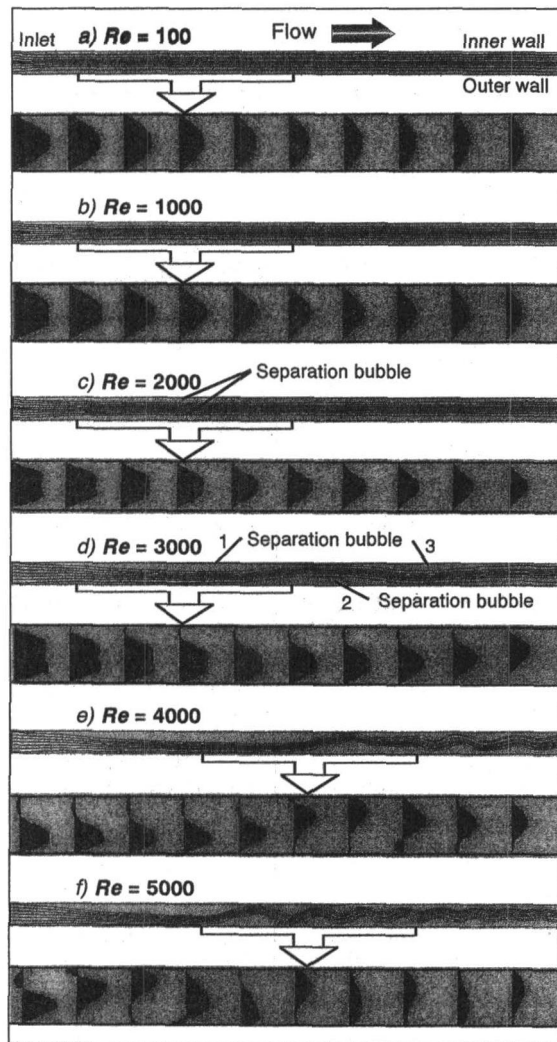 Inlet
a) Re = 100
Flow
Inner wall
Outer wall
b) Re = 1000
c) Re = 2000
Separation bubble
d) Re = 3000
1
Separation bubble
3
2
Separation bubble
e) Re = 4000
f) Re = 5000